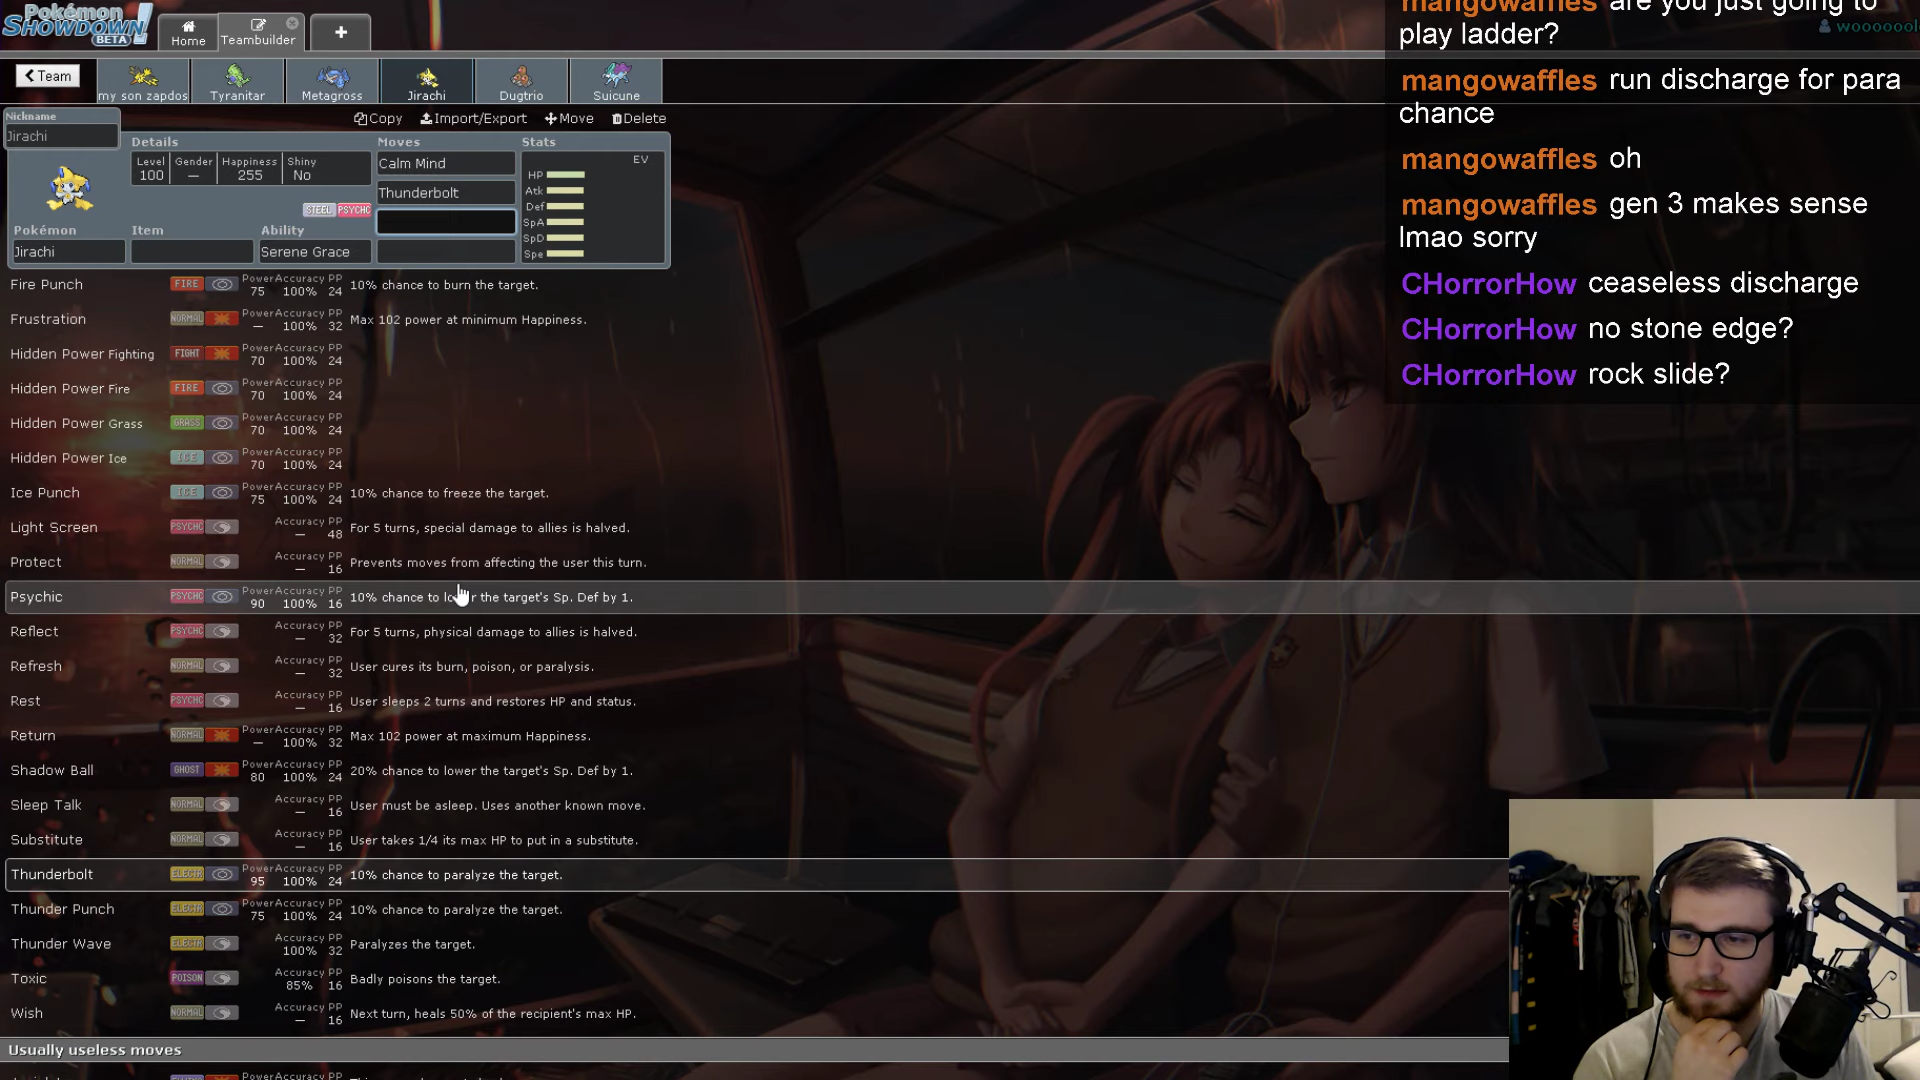 Pokémon
SHOWDOWN!
BETA
Home
Teambuilder
+
Team
my son zapdos
Tyranitar
Metagross
Jirachi
Dugtrio
Suicune
Copy
Import/Export
Move
Delete
Nickname
Jirachi
Details
Level Gender Happiness Shiny
100 — 255 No
STEEL PSYCHC
Pokémon
Jirachi
Item
Ability
Serene Grace
Moves
Calm Mind
Thunderbolt
Stats
EV
HP
Atk
Def
SpA
SpD
Spe
Fire Punch FIRE Power 75 Accuracy 100% PP 24 10% chance to burn the target.
Frustration NORMAL Power — Accuracy 100% PP 32 Max 102 power at minimum Happiness.
Hidden Power Fighting FIGHT Power 70 Accuracy 100% PP 24
Hidden Power Fire FIRE Power 70 Accuracy 100% PP 24
Hidden Power Grass GRASS Power 70 Accuracy 100% PP 24
Hidden Power Ice ICE Power 70 Accuracy 100% PP 24
Ice Punch ICE Power 75 Accuracy 100% PP 24 10% chance to freeze the target.
Light Screen PSYCHC Accuracy — PP 48 For 5 turns, special damage to allies is halved.
Protect NORMAL Accuracy — PP 16 Prevents moves from affecting the user this turn.
Psychic PSYCHC Power 90 Accuracy 100% PP 16 10% chance to lower the target's Sp. Def by 1.
Reflect PSYCHC Accuracy — PP 32 For 5 turns, physical damage to allies is halved.
Refresh NORMAL Accuracy — PP 32 User cures its burn, poison, or paralysis.
Rest PSYCHC Accuracy — PP 16 User sleeps 2 turns and restores HP and status.
Return NORMAL Power — Accuracy 100% PP 32 Max 102 power at maximum Happiness.
Shadow Ball GHOST Power 80 Accuracy 100% PP 24 20% chance to lower the target's Sp. Def by 1.
Sleep Talk NORMAL Accuracy — PP 16 User must be asleep. Uses another known move.
Substitute NORMAL Accuracy — PP 16 User takes 1/4 its max HP to put in a substitute.
Thunderbolt ELECTR Power 95 Accuracy 100% PP 24 10% chance to paralyze the target.
Thunder Punch ELECTR Power 75 Accuracy 100% PP 24 10% chance to paralyze the target.
Thunder Wave ELECTR Accuracy 100% PP 32 Paralyzes the target.
Toxic POISON Accuracy 85% PP 16 Badly poisons the target.
Wish NORMAL Accuracy — PP 16 Next turn, heals 50% of the recipient's max HP.
Usually useless moves
mangowaffles are you just going to
play ladder?
mangowaffles run discharge for para
chance
mangowaffles oh
mangowaffles gen 3 makes sense
lmao sorry
CHorrorHow ceaseless discharge
CHorrorHow no stone edge?
CHorrorHow rock slide?